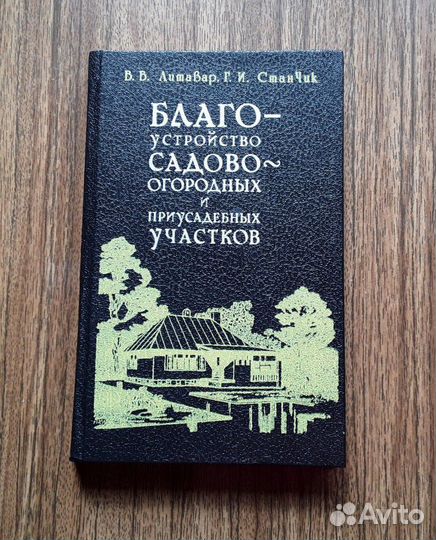 В. В. Литавар, Г. И. Станчик
БЛАГО-
УСТРОЙСТВО
САДОВО~
ОГОРОДНЫХ
И
ПРИУСАДЕБНЫХ
УЧАСТКОВ
Avito